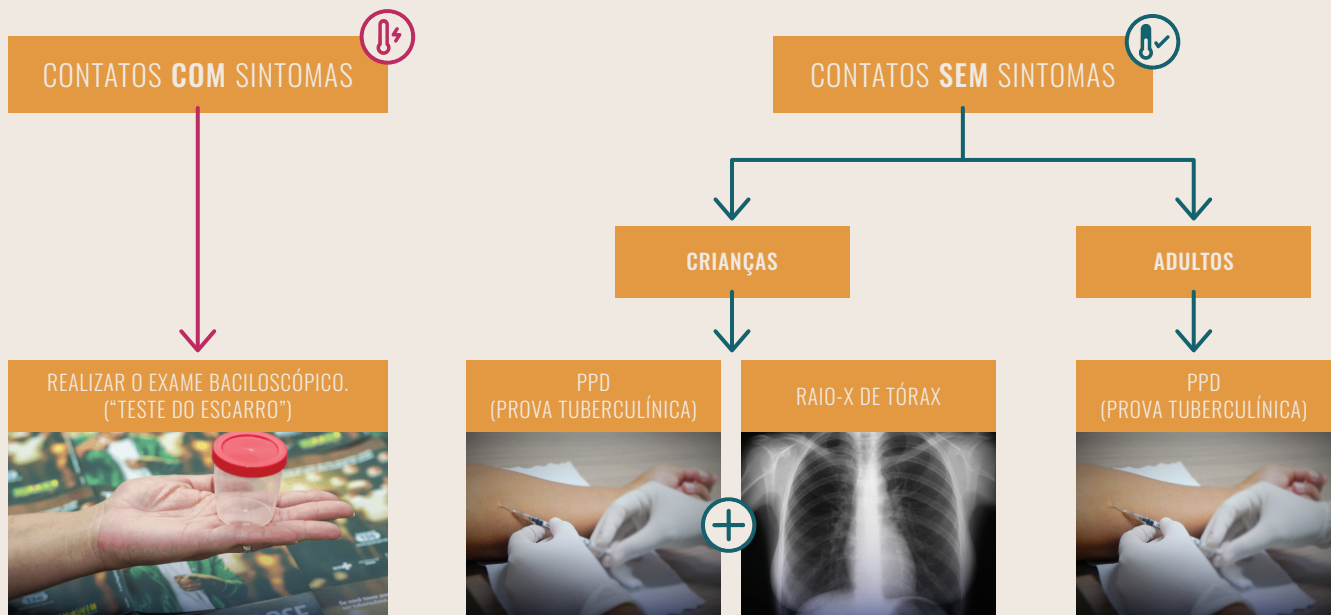 CONTATOS COM SINTOMAS
CONTATOS SEM SINTOMAS
CRIANÇAS
ADULTOS
REALIZAR O EXAME BACILOSCÓPICO.
(“TESTE DO ESCARRO”)
PPD
(PROVA TUBERCULÍNICA)
RAIO-X DE TÓRAX
PPD
(PROVA TUBERCULÍNICA)